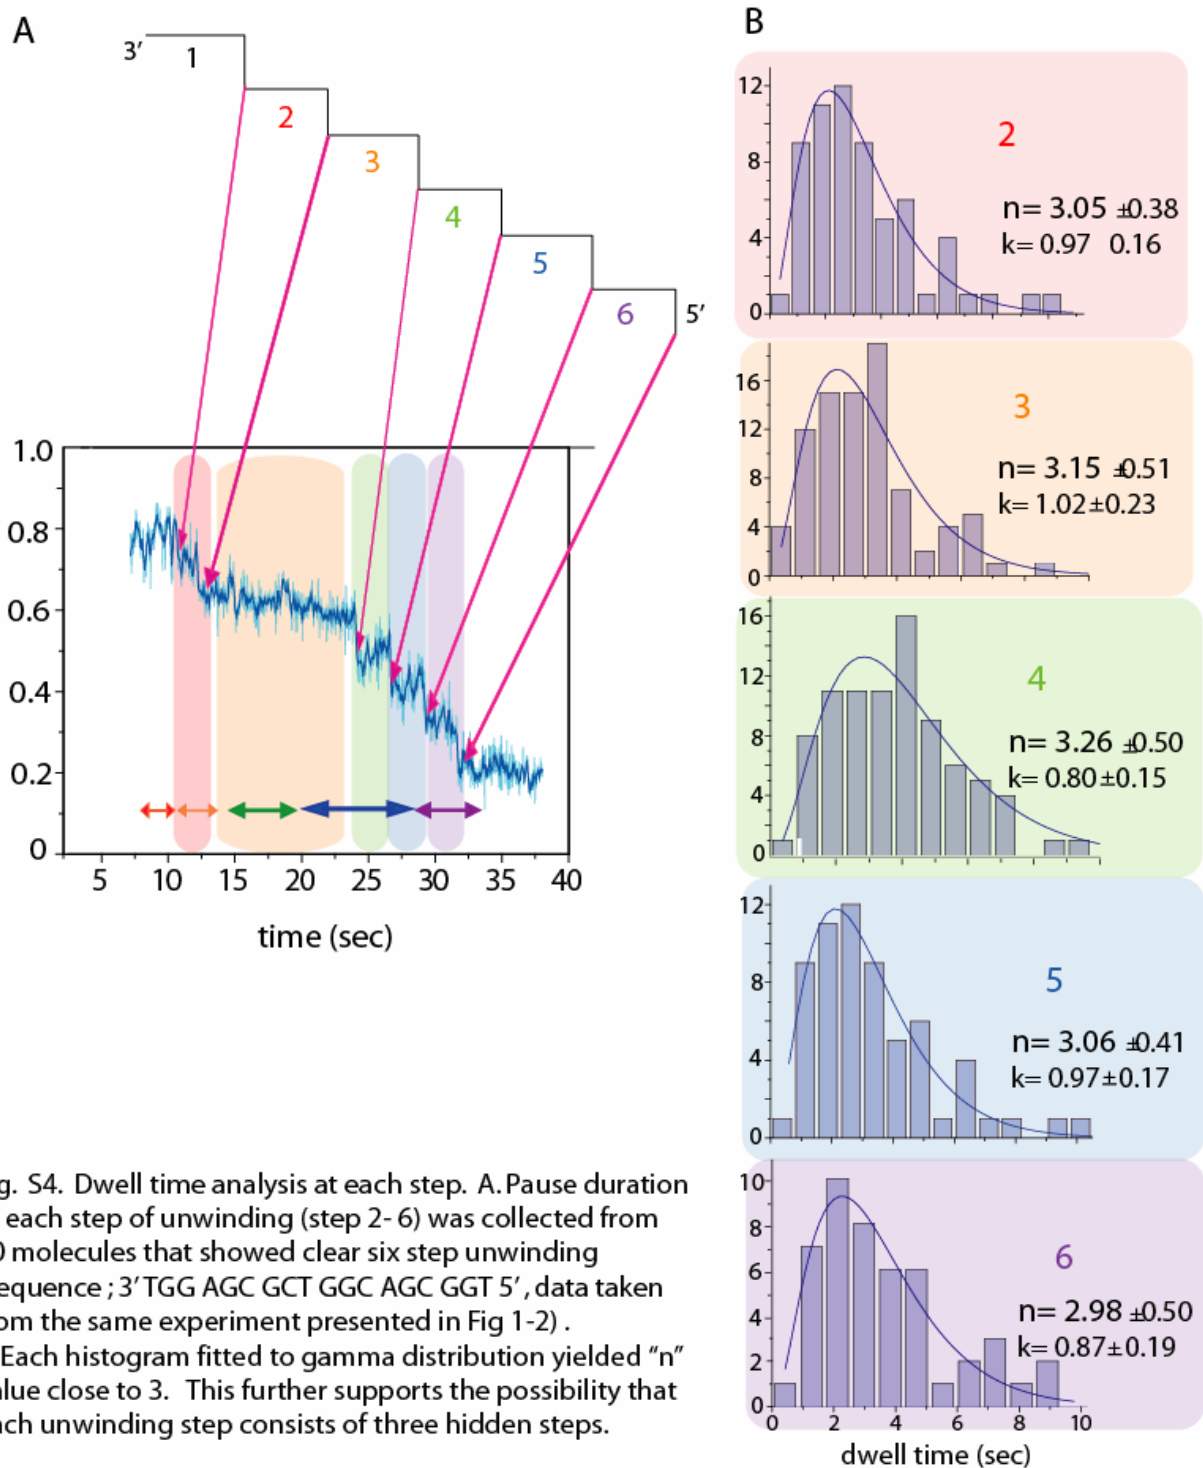 A
3′
1
2
3
4
5
6
5′
1.0
0.8
0.6
0.4
0.2
0
5 10 15 20 25 30 35 40
time (sec)
B
12
8
4
0
2
n= 3.05 ±0.38
k= 0.97 0.16
16
12
8
4
0
3
n= 3.15 ±0.51
k= 1.02±0.23
16
12
8
4
0
4
n= 3.26 ±0.50
k= 0.80±0.15
12
8
4
0
5
n= 3.06 ±0.41
k= 0.97±0.17
10
8
6
4
2
0
6
n= 2.98 ±0.50
k= 0.87±0.19
0 2 4 6 8 10
dwell time (sec)
g. S4. Dwell time analysis at each step. A. Pause duration
each step of unwinding (step 2- 6) was collected from
0 molecules that showed clear six step unwinding
equence ; 3′ TGG AGC GCT GGC AGC GGT 5′ , data taken
om the same experiment presented in Fig 1-2) .
Each histogram fitted to gamma distribution yielded “n”
alue close to 3. This further supports the possibility that
ach unwinding step consists of three hidden steps.